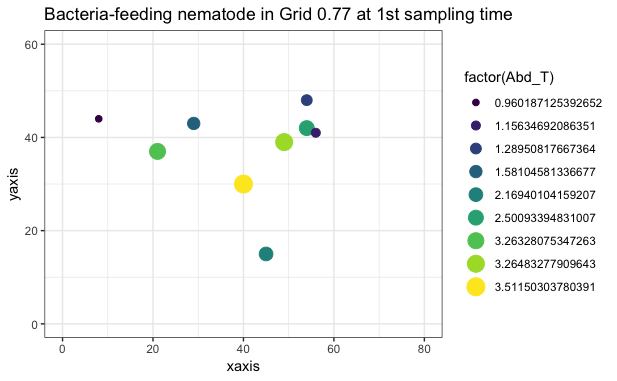 Bacteria-feeding nematode in Grid 0.77 at 1st sampling time
60
40
20
0
yaxis
0 20 40 60 80
xaxis
factor(Abd_T)
0.960187125392652
1.15634692086351
1.28950817667364
1.58104581336677
2.16940104159207
2.50093394831007
3.26328075347263
3.26483277909643
3.51150303780391